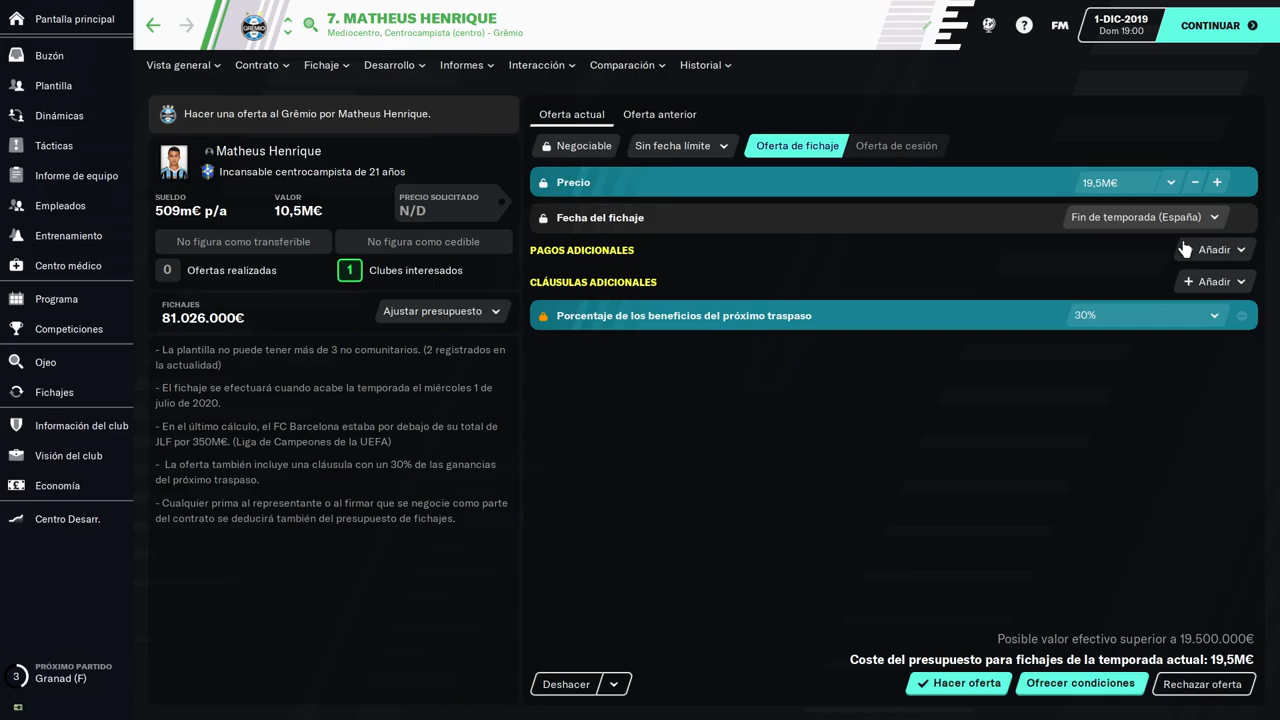 Pantalla principal
Buzón
Plantilla
Dinámicas
Tácticas
Informe de equipo
Empleados
Entrenamiento
Centro médico
Programa
Competiciones
Ojeo
Fichajes
Información del club
Visión del club
Economía
Centro Desarr.
3
PRÓXIMO PARTIDO
Granad (F)
7. MATHEUS HENRIQUE
Mediocentro, Centrocampista (centro) - Grêmio
FM
1-DIC-2019
Dom 19:00
CONTINUAR
Vista general
Contrato
Fichaje
Desarrollo
Informes
Interacción
Comparación
Historial
Hacer una oferta al Grêmio por Matheus Henrique.
Matheus Henrique
Incansable centrocampista de 21 años
SUELDO
509m€ p/a
VALOR
10,5M€
PRECIO SOLICITADO
N/D
No figura como transferible
No figura como cedible
0 Ofertas realizadas
1 Clubes interesados
FICHAJES
81.026.000€
Ajustar presupuesto
- La plantilla no puede tener más de 3 no comunitarios. (2 registrados en
la actualidad)
- El fichaje se efectuará cuando acabe la temporada el miércoles 1 de
julio de 2020.
- En el último cálculo, el FC Barcelona estaba por debajo de su total de
JLF por 350M€. (Liga de Campeones de la UEFA)
- La oferta también incluye una cláusula con un 30% de las ganancias
del próximo traspaso.
- Cualquier prima al representante o al firmar que se negocie como parte
del contrato se deducirá también del presupuesto de fichajes.
Oferta actual
Oferta anterior
Negociable
Sin fecha límite
Oferta de fichaje
Oferta de cesión
Precio
19,5M€
Fecha del fichaje
Fin de temporada (España)
PAGOS ADICIONALES
Añadir
CLÁUSULAS ADICIONALES
+ Añadir
Porcentaje de los beneficios del próximo traspaso
30%
Posible valor efectivo superior a 19.500.000€
Coste del presupuesto para fichajes de la temporada actual: 19,5M€
Deshacer
Hacer oferta
Ofrecer condiciones
Rechazar oferta